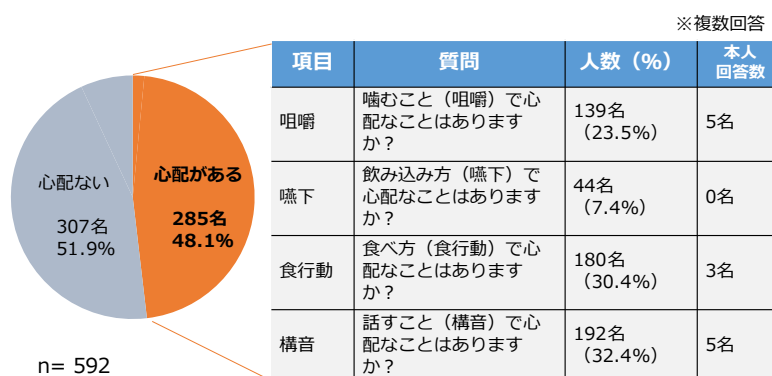 ※複数回答
心配ない
307名
51.9%
心配がある
285名
48.1%
n= 592
項目 質問 人数（%） 本人
回答数
咀嚼 噛むこと（咀嚼）で心
配なことはあります
か？ 139名
（23.5%） 5名
嚥下 飲み込み方（嚥下）で
心配なことはあります
か？ 44名
（7.4%） 0名
食行動 食べ方（食行動）で心
配なことはあります
か？ 180名
（30.4%） 3名
構音 話すこと（構音）で心
配なことはあります
か？ 192名
（32.4%） 5名